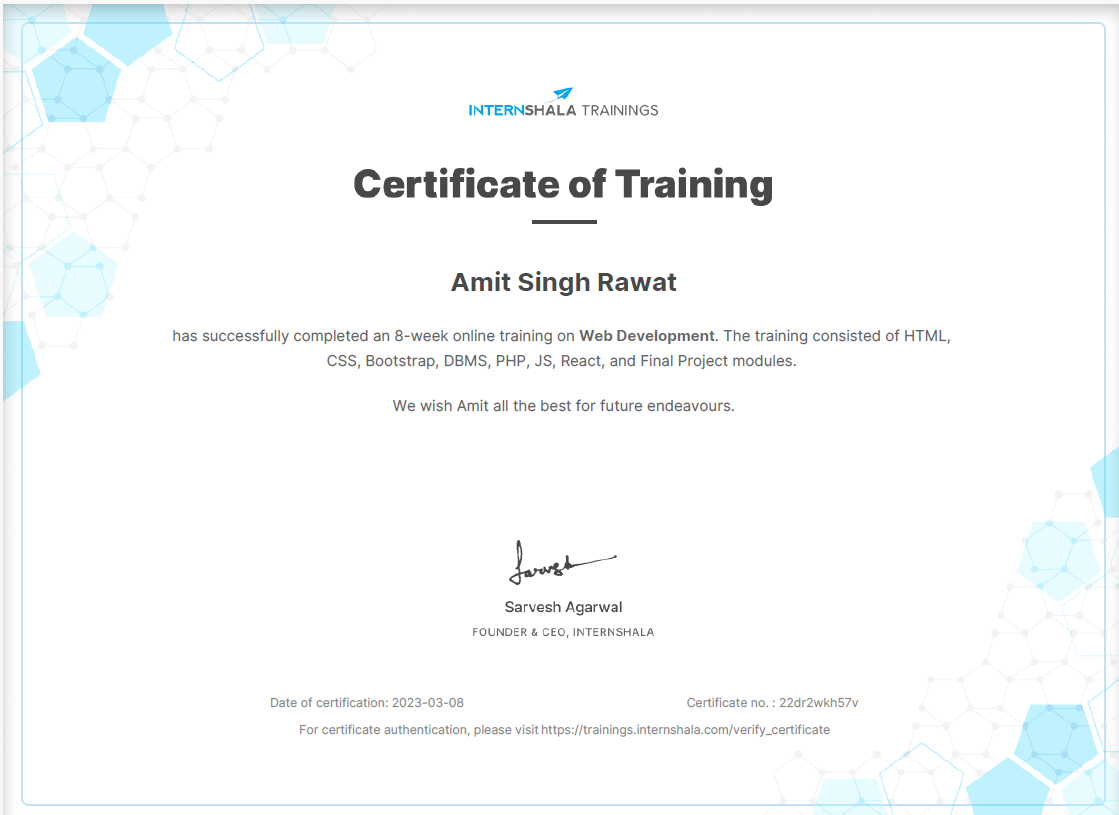 INTERNSHALA TRAININGS
Certificate of Training
Amit Singh Rawat
has successfully completed an 8-week online training on Web Development. The training consisted of HTML,
CSS, Bootstrap, DBMS, PHP, JS, React, and Final Project modules.
We wish Amit all the best for future endeavours.
Sarvesh
Sarvesh Agarwal
FOUNDER & CEO, INTERNSHALA
Date of certification: 2023-03-08 Certificate no. : 22dr2wkh57v
For certificate authentication, please visit https://trainings.internshala.com/verify_certificate